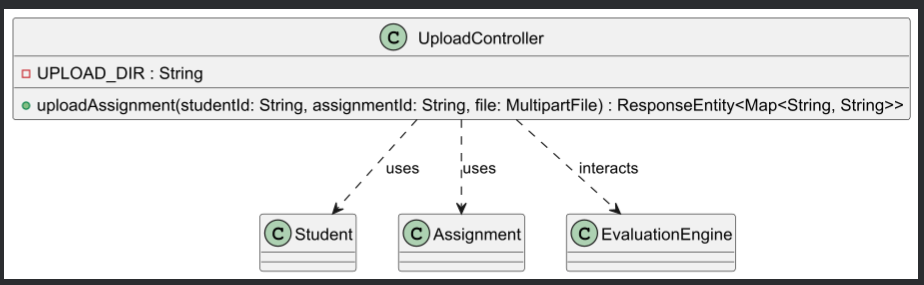 C UploadController
UPLOAD_DIR : String
uploadAssignment(studentId: String, assignmentId: String, file: MultipartFile) : ResponseEntity<Map<String, String>>
uses
uses
interacts
C Student
C Assignment
C EvaluationEngine